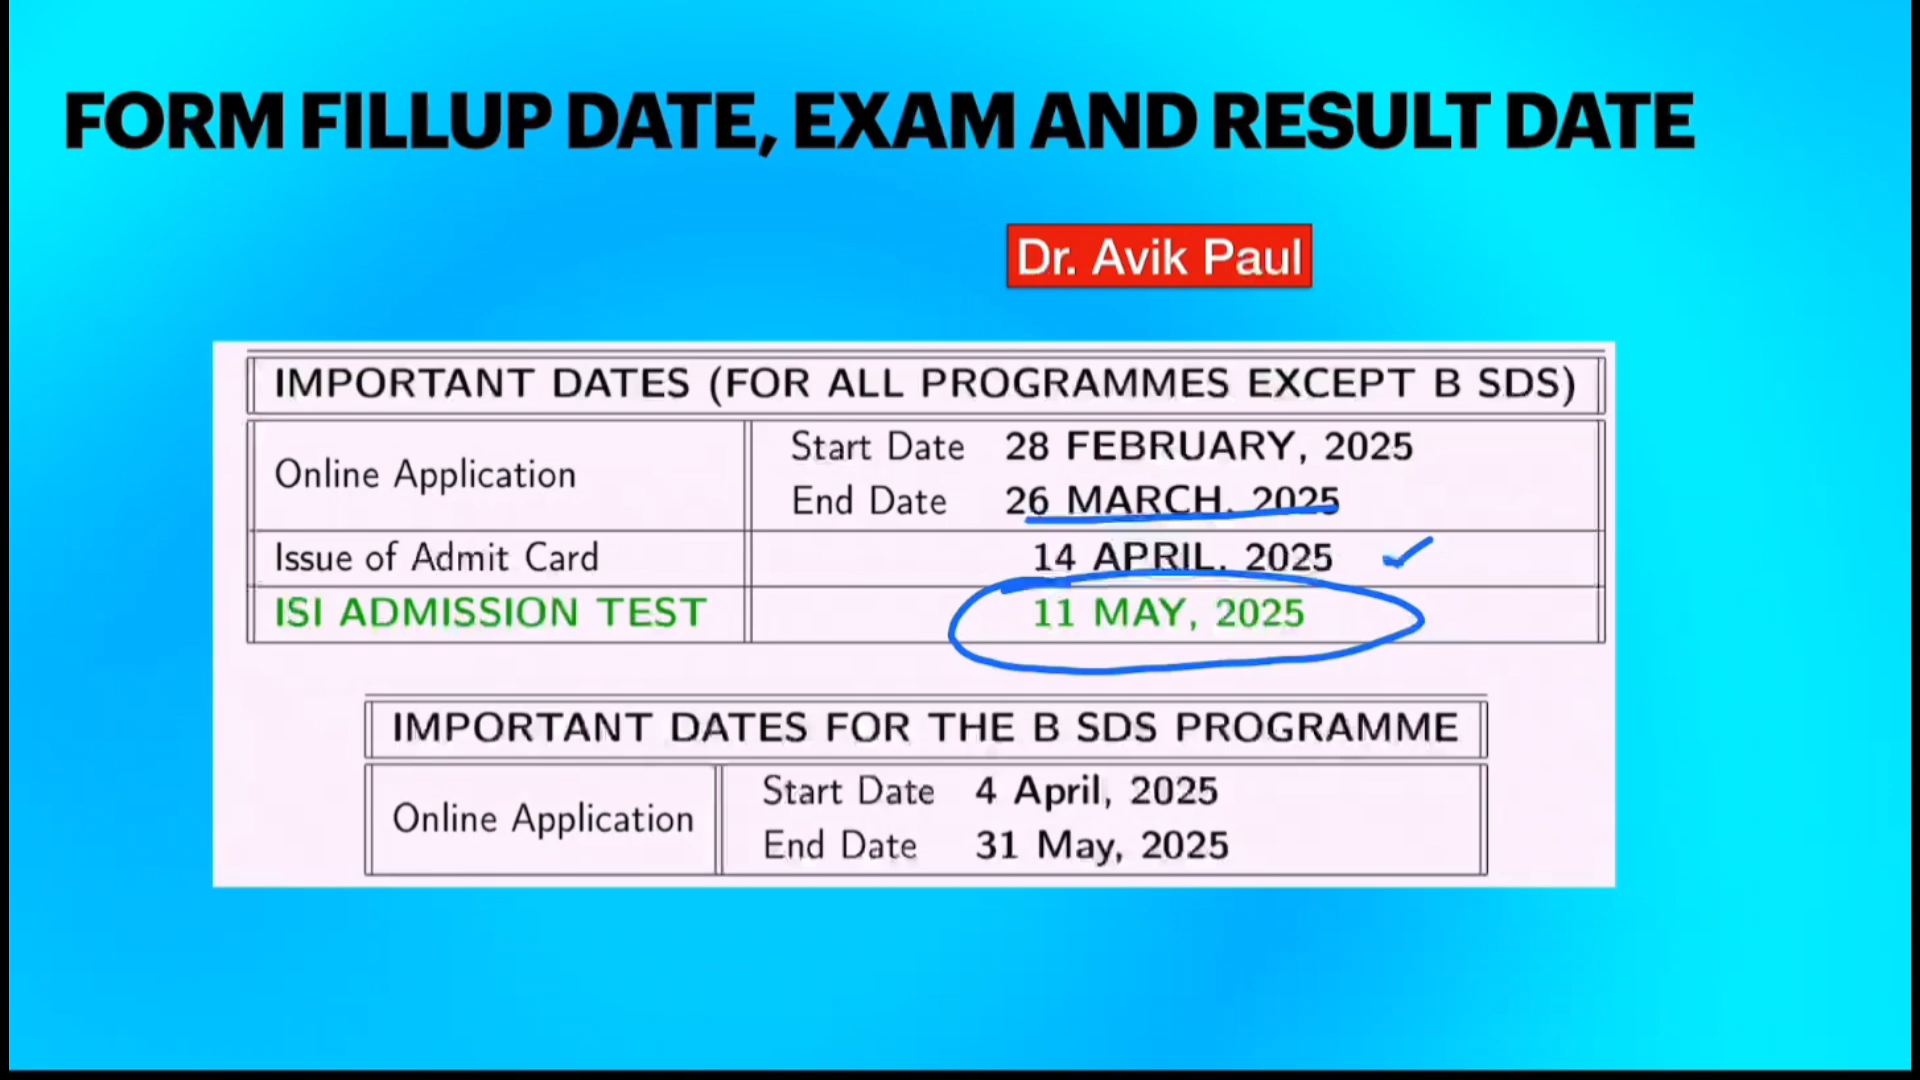 FORM FILLUP DATE, EXAM AND RESULT DATE
Dr. Avik Paul
IMPORTANT DATES (FOR ALL PROGRAMMES EXCEPT B SDS)
Online Application
Start Date 28 FEBRUARY, 2025
End Date 26 MARCH, 2025
Issue of Admit Card 14 APRIL, 2025
ISI ADMISSION TEST 11 MAY, 2025
IMPORTANT DATES FOR THE B SDS PROGRAMME
Online Application
Start Date 4 April, 2025
End Date 31 May, 2025